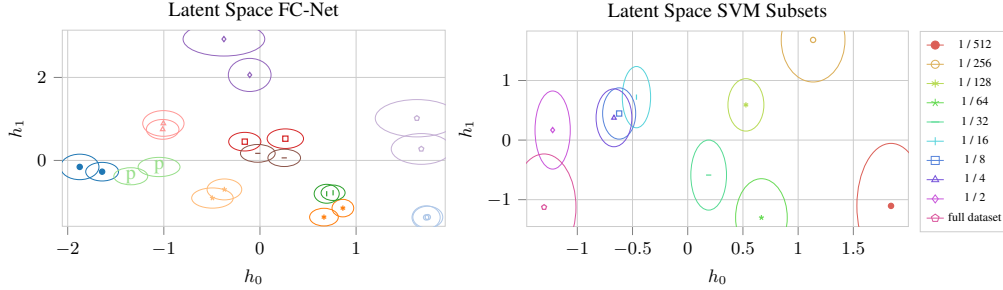 Latent Space FC-Net
h₁
2
0
p
p
−2
−1
0
1
h₀
Latent Space SVM Subsets
h₁
1
0
−1
−1
−0.5
0
0.5
1
1.5
h₀
1 / 512
1 / 256
1 / 128
1 / 64
1 / 32
1 / 16
1 / 8
1 / 4
1 / 2
full dataset